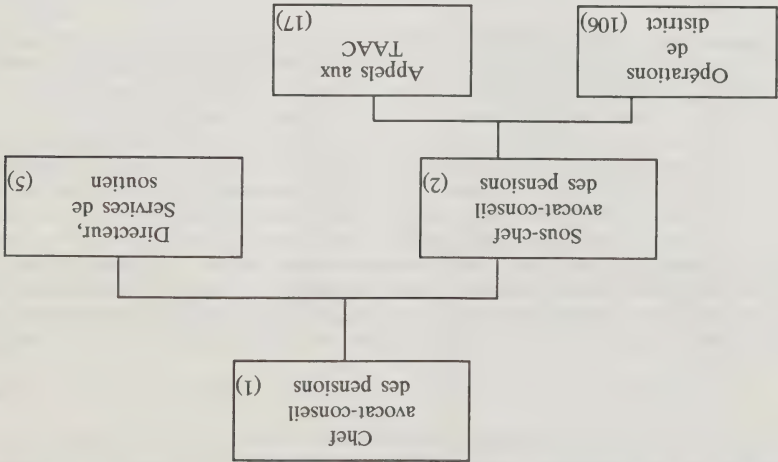 Chef
avocat-conseil
des pensions (1)
Sous-chef
avocat-conseil
des pensions (2)
Directeur,
Services de
soutien (5)
Opérations
de
district (106)
Appels aux
TAAC
(17)